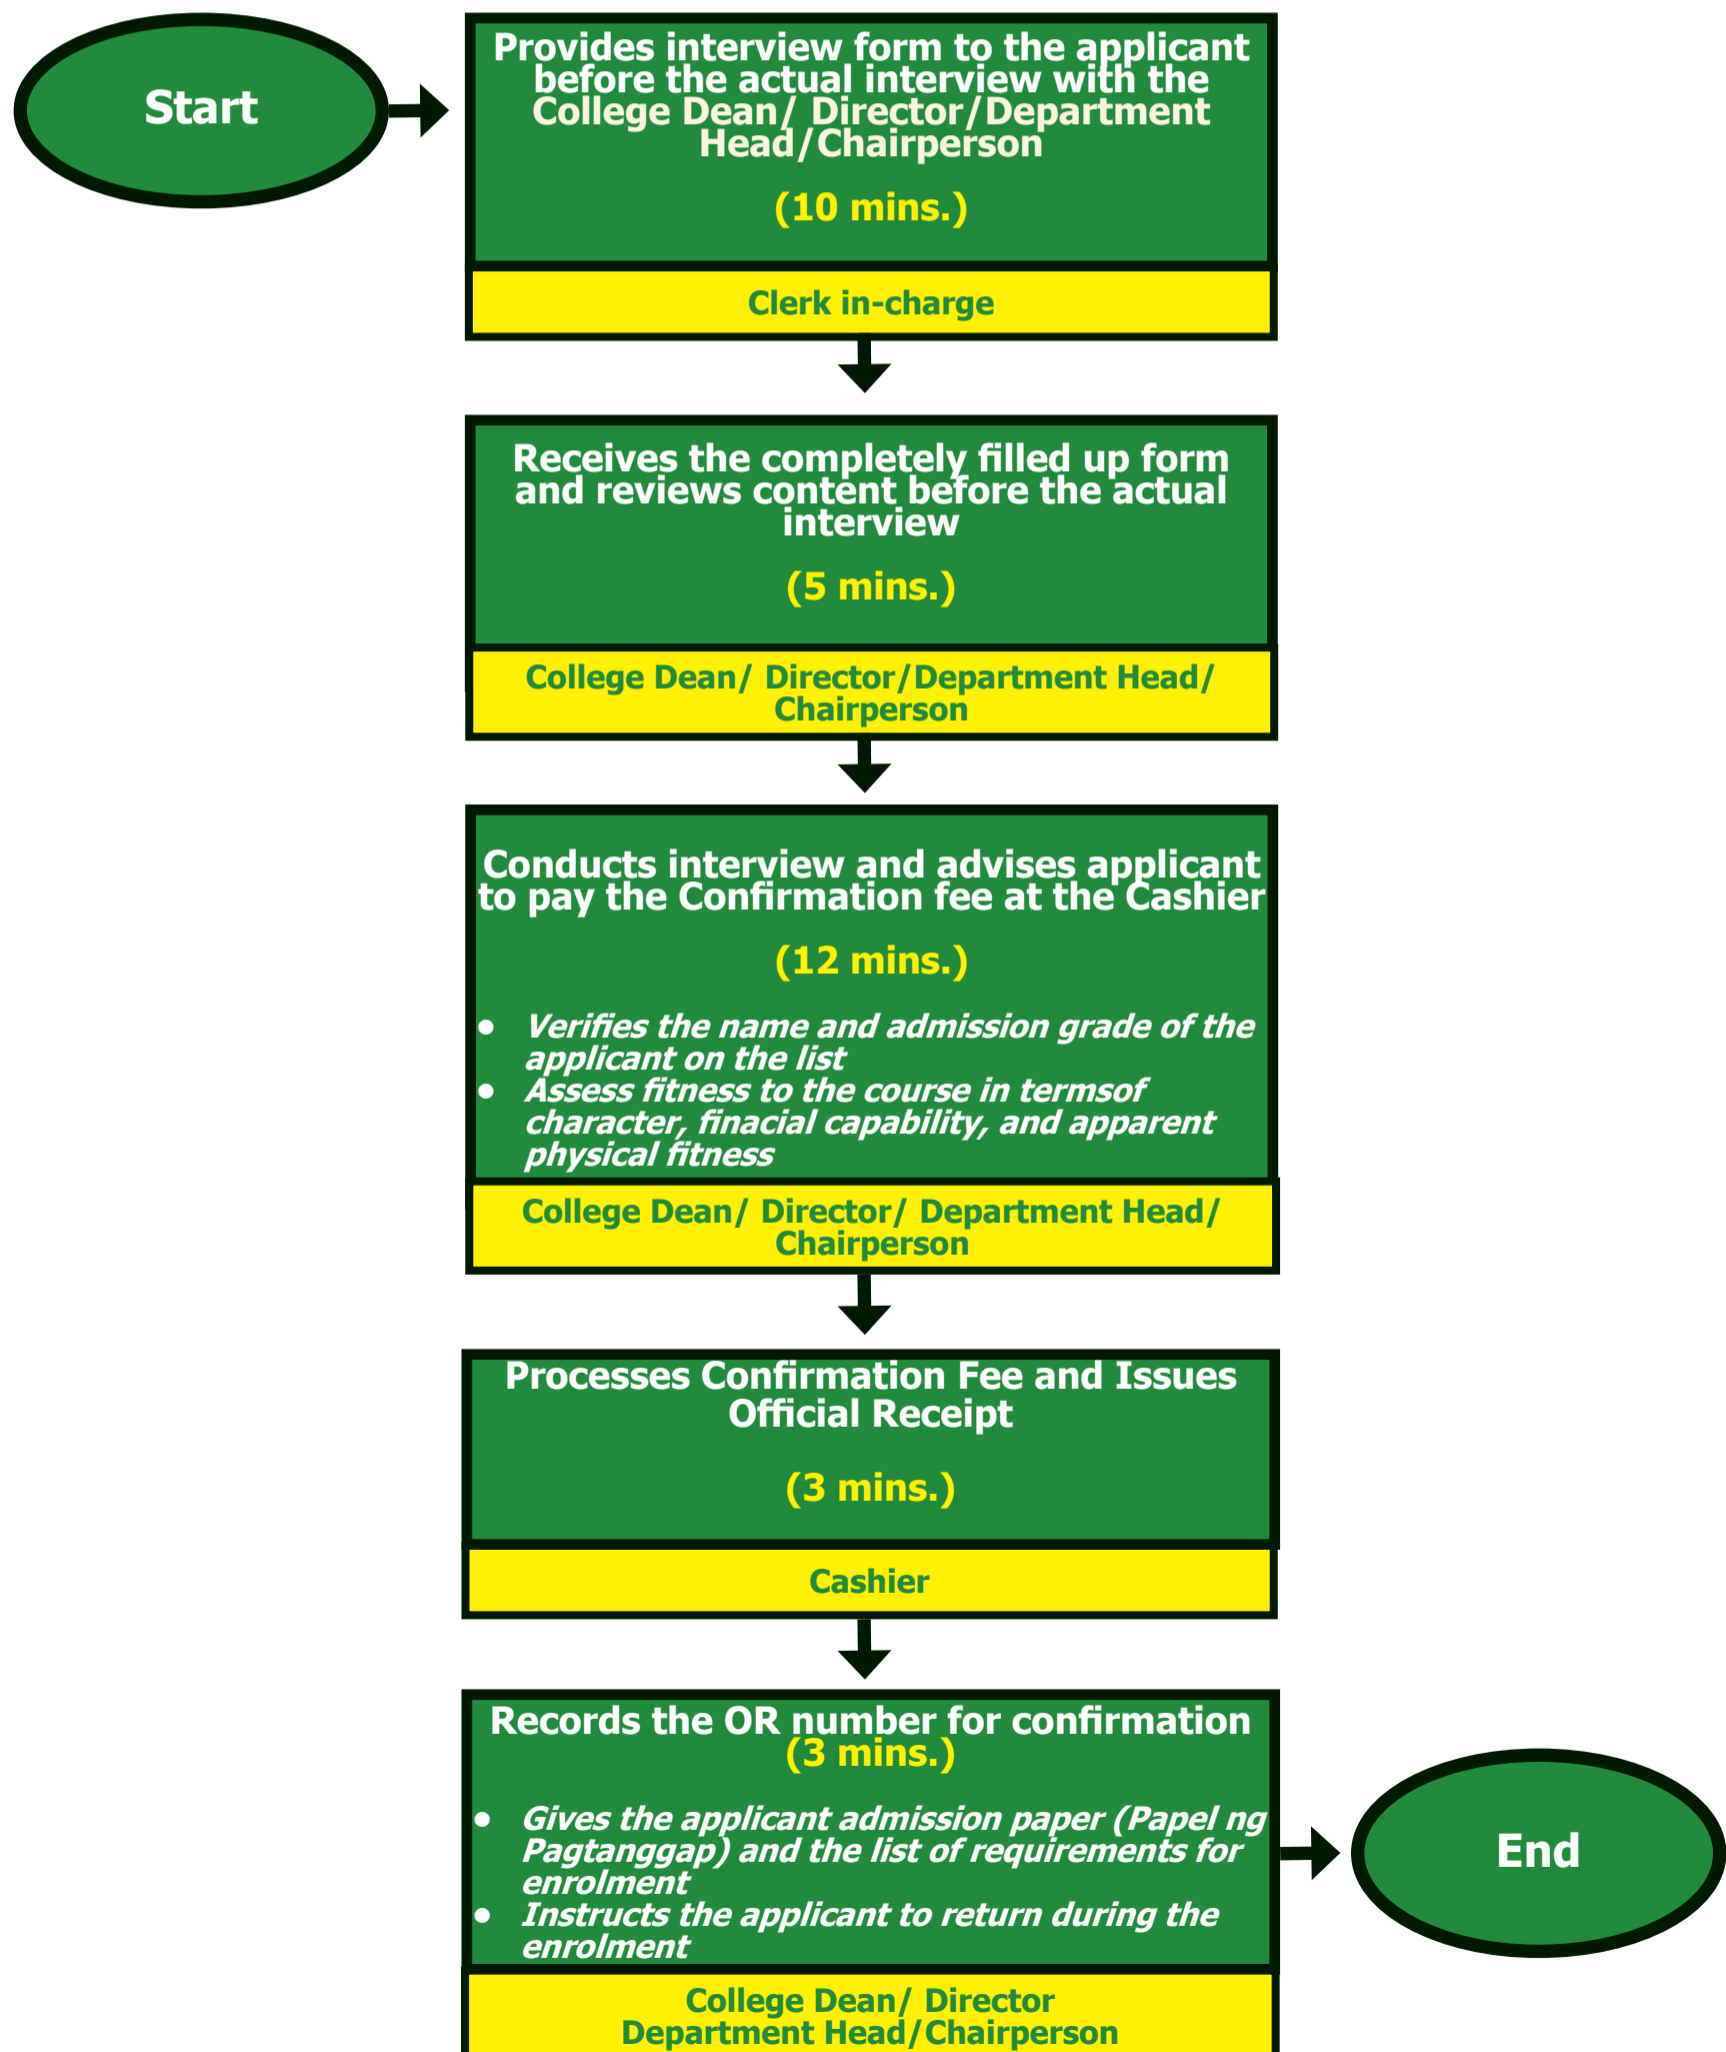 Start
Provides interview form to the applicant
before the actual interview with the
College Dean/ Director/Department
Head/Chairperson
(10 mins.)
Clerk in-charge
Receives the completely filled up form
and reviews content before the actual
interview
(5 mins.)
College Dean/ Director/Department Head/
Chairperson
Conducts interview and advises applicant
to pay the Confirmation fee at the Cashier
(12 mins.)
● Verifies the name and admission grade of the
applicant on the list
● Assess fitness to the course in termsof
character, finacial capability, and apparent
physical fitness
College Dean/ Director/ Department Head/
Chairperson
Processes Confirmation Fee and Issues
Official Receipt
(3 mins.)
Cashier
Records the OR number for confirmation
(3 mins.)
● Gives the applicant admission paper (Papel ng
Pagtanggap) and the list of requirements for
enrolment
● Instructs the applicant to return during the
enrolment
College Dean/ Director
Department Head/Chairperson
End